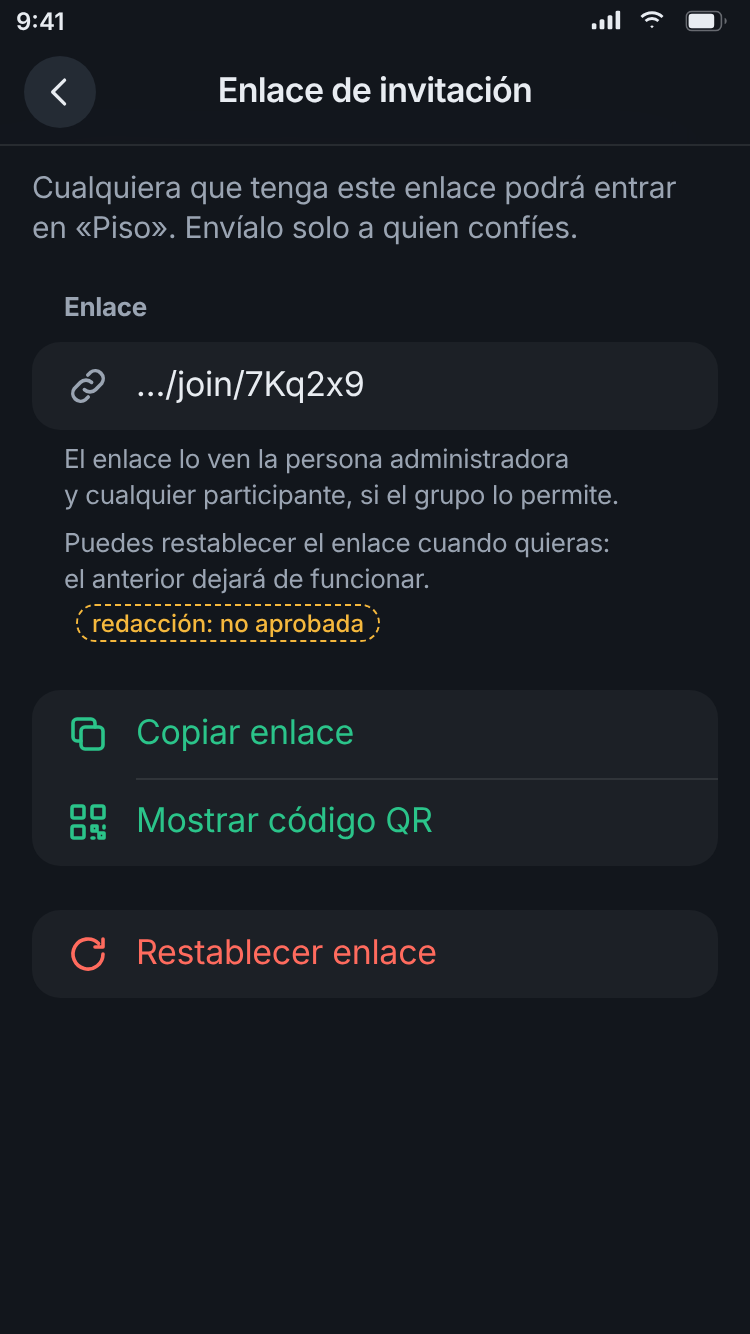 9:41
Enlace de invitación
Cualquiera que tenga este enlace podrá entrar
en «Piso». Envíalo solo a quien confíes.
Enlace
.../join/7Kq2x9
El enlace lo ven la persona administradora
y cualquier participante, si el grupo lo permite.
Puedes restablecer el enlace cuando quieras:
el anterior dejará de funcionar.
redacción: no aprobada
Copiar enlace
Mostrar código QR
Restablecer enlace